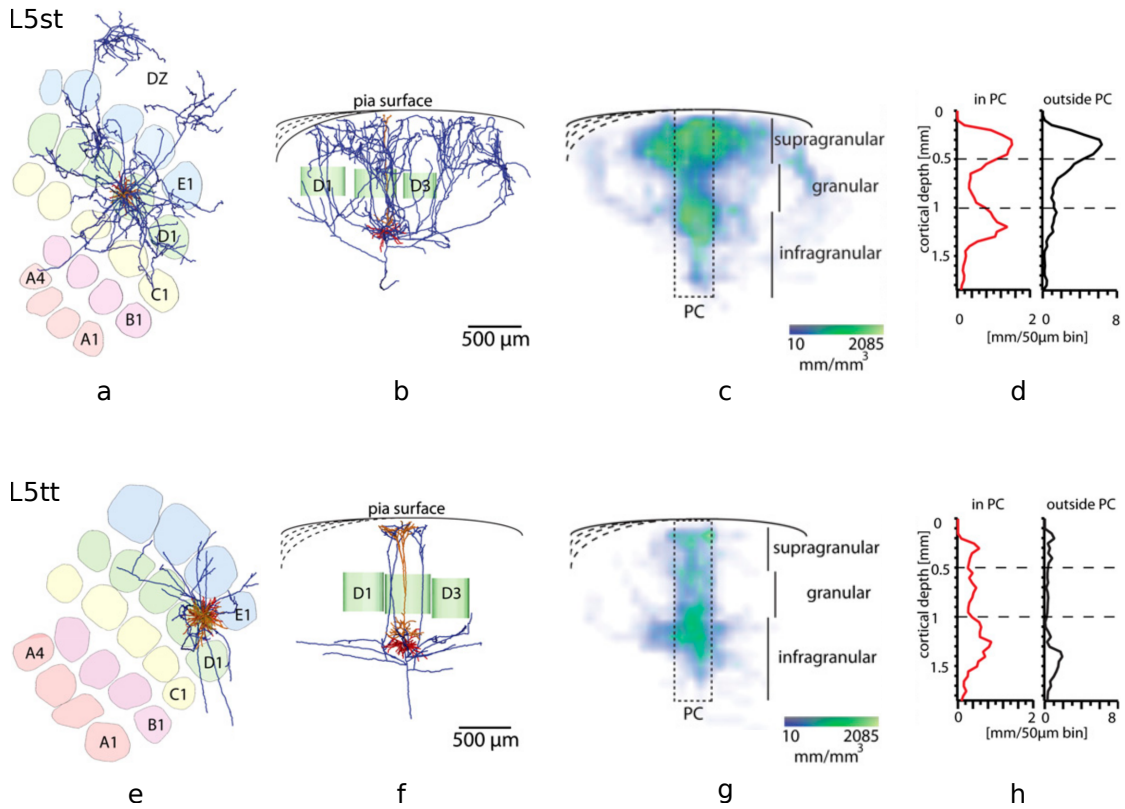 L5st
DZ
E1
D1
C1
B1
A4
A1
a
pia surface
D1
D3
500 µm
b
supragranular
granular
infragranular
PC
10 2085
mm/mm³
c
in PC outside PC
0
0.5
1
1.5
cortical depth [mm]
0 2 0 8
[mm/50µm bin]
d
L5tt
E1
D1
C1
B1
A4
A1
e
pia surface
D1
D3
500 µm
f
supragranular
granular
infragranular
PC
10 2085
mm/mm³
g
in PC outside PC
0
0.5
1
1.5
cortical depth [mm]
0 2 0 8
[mm/50µm bin]
h